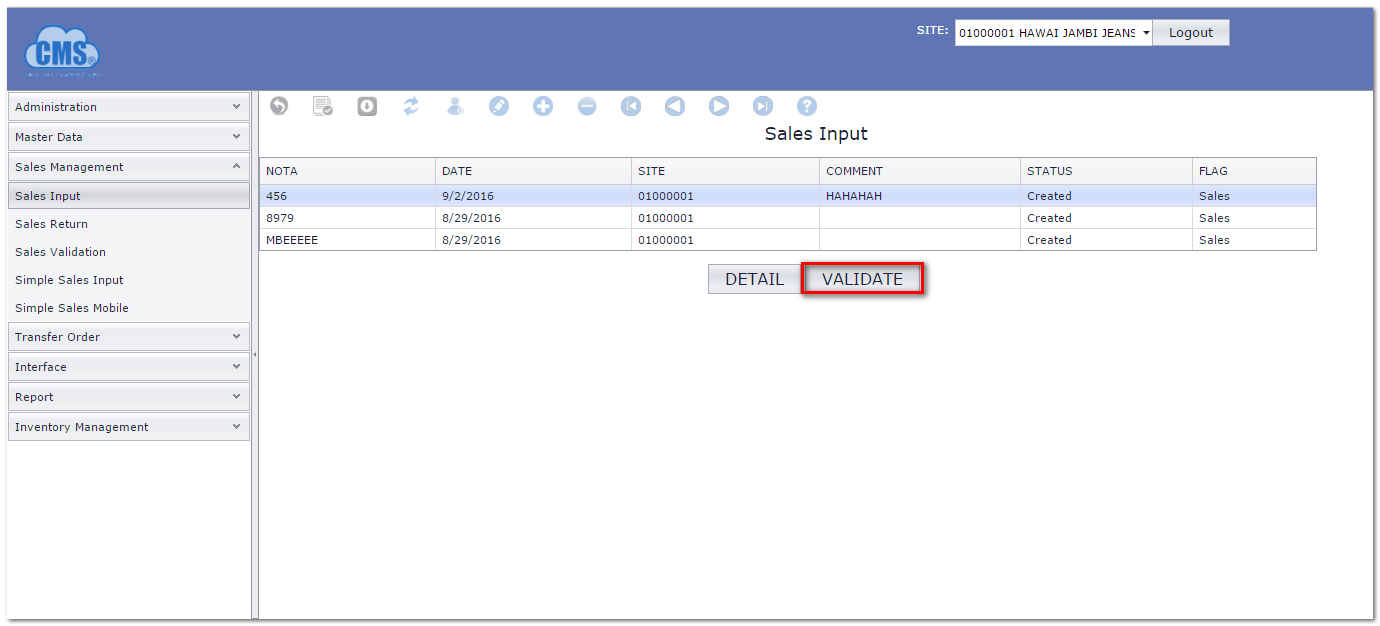 SITE: 01000001 HAWAI JAMBI JEANS Logout
CMS®
Administration
Master Data
Sales Management
Sales Input
Sales Return
Sales Validation
Simple Sales Input
Simple Sales Mobile
Transfer Order
Interface
Report
Inventory Management
Sales Input
NOTA DATE SITE COMMENT STATUS FLAG
456 9/2/2016 01000001 HAHAHAH Created Sales
8979 8/29/2016 01000001 Created Sales
MBEEEEE 8/29/2016 01000001 Created Sales
DETAIL VALIDATE